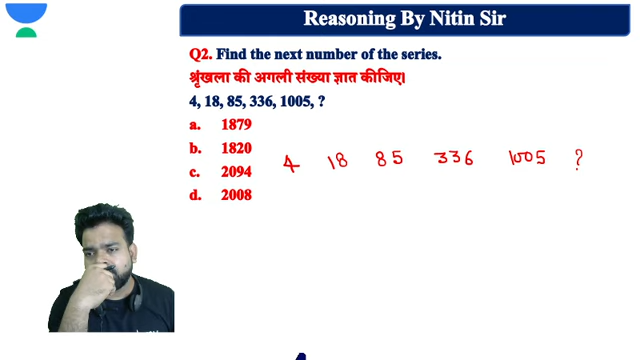 Reasoning By Nitin Sir
Q2. Find the next number of the series.
श्रृंखला की अगली संख्या ज्ञात कीजिए।
4, 18, 85, 336, 1005, ?
a. 1879
b. 1820
c. 2094
d. 2008
4 18 85 336 1005 ?